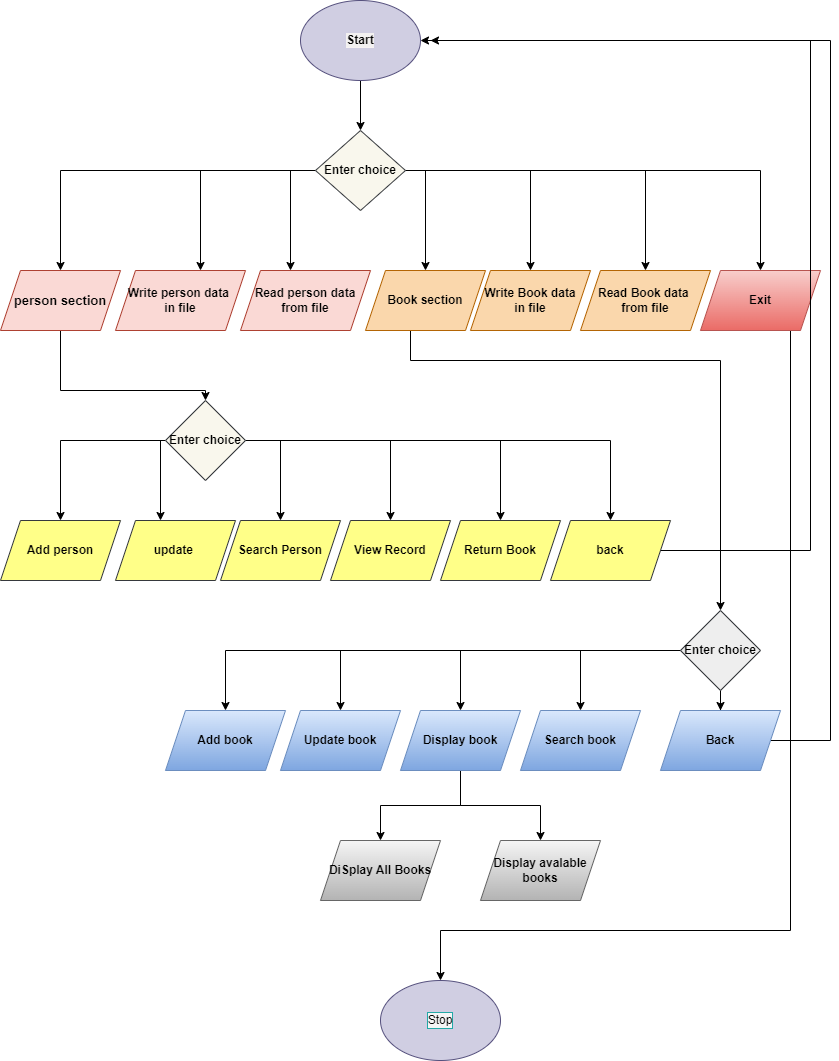 Start
Enter choice
person section
Write person data
in file
Read person data
from file
Book section
Write Book data
in file
Read Book data
from file
Exit
Enter choice
Add person
update
Search Person
View Record
Return Book
back
Enter choice
Add book
Update book
Display book
Search book
Back
DiSplay All Books
Display avalable
books
Stop